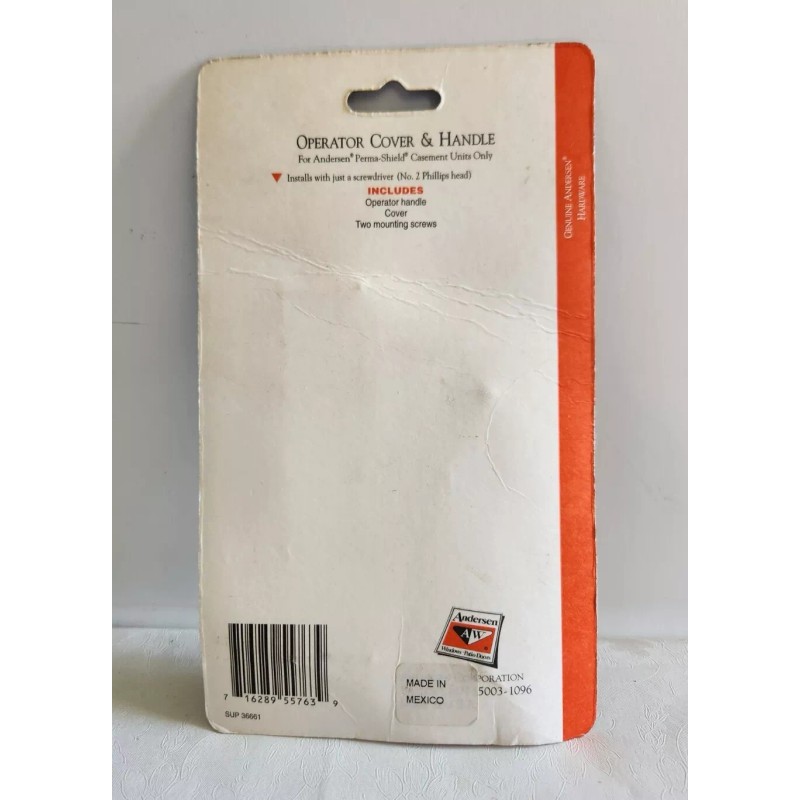 OPERATOR COVER & HANDLE
For Andersen® Perma-Shield® Casement Units Only
Installs with just a screwdriver (No. 2 Phillips head)
INCLUDES
Operator handle
Cover
Two mounting screws
GENUINE ANDERSEN®
HARDWARE
Andersen
AW®
Windows·Patio Doors
PORATION
5003-1096
MADE IN
MEXICO
7 16289 55763 9
SUP 36661